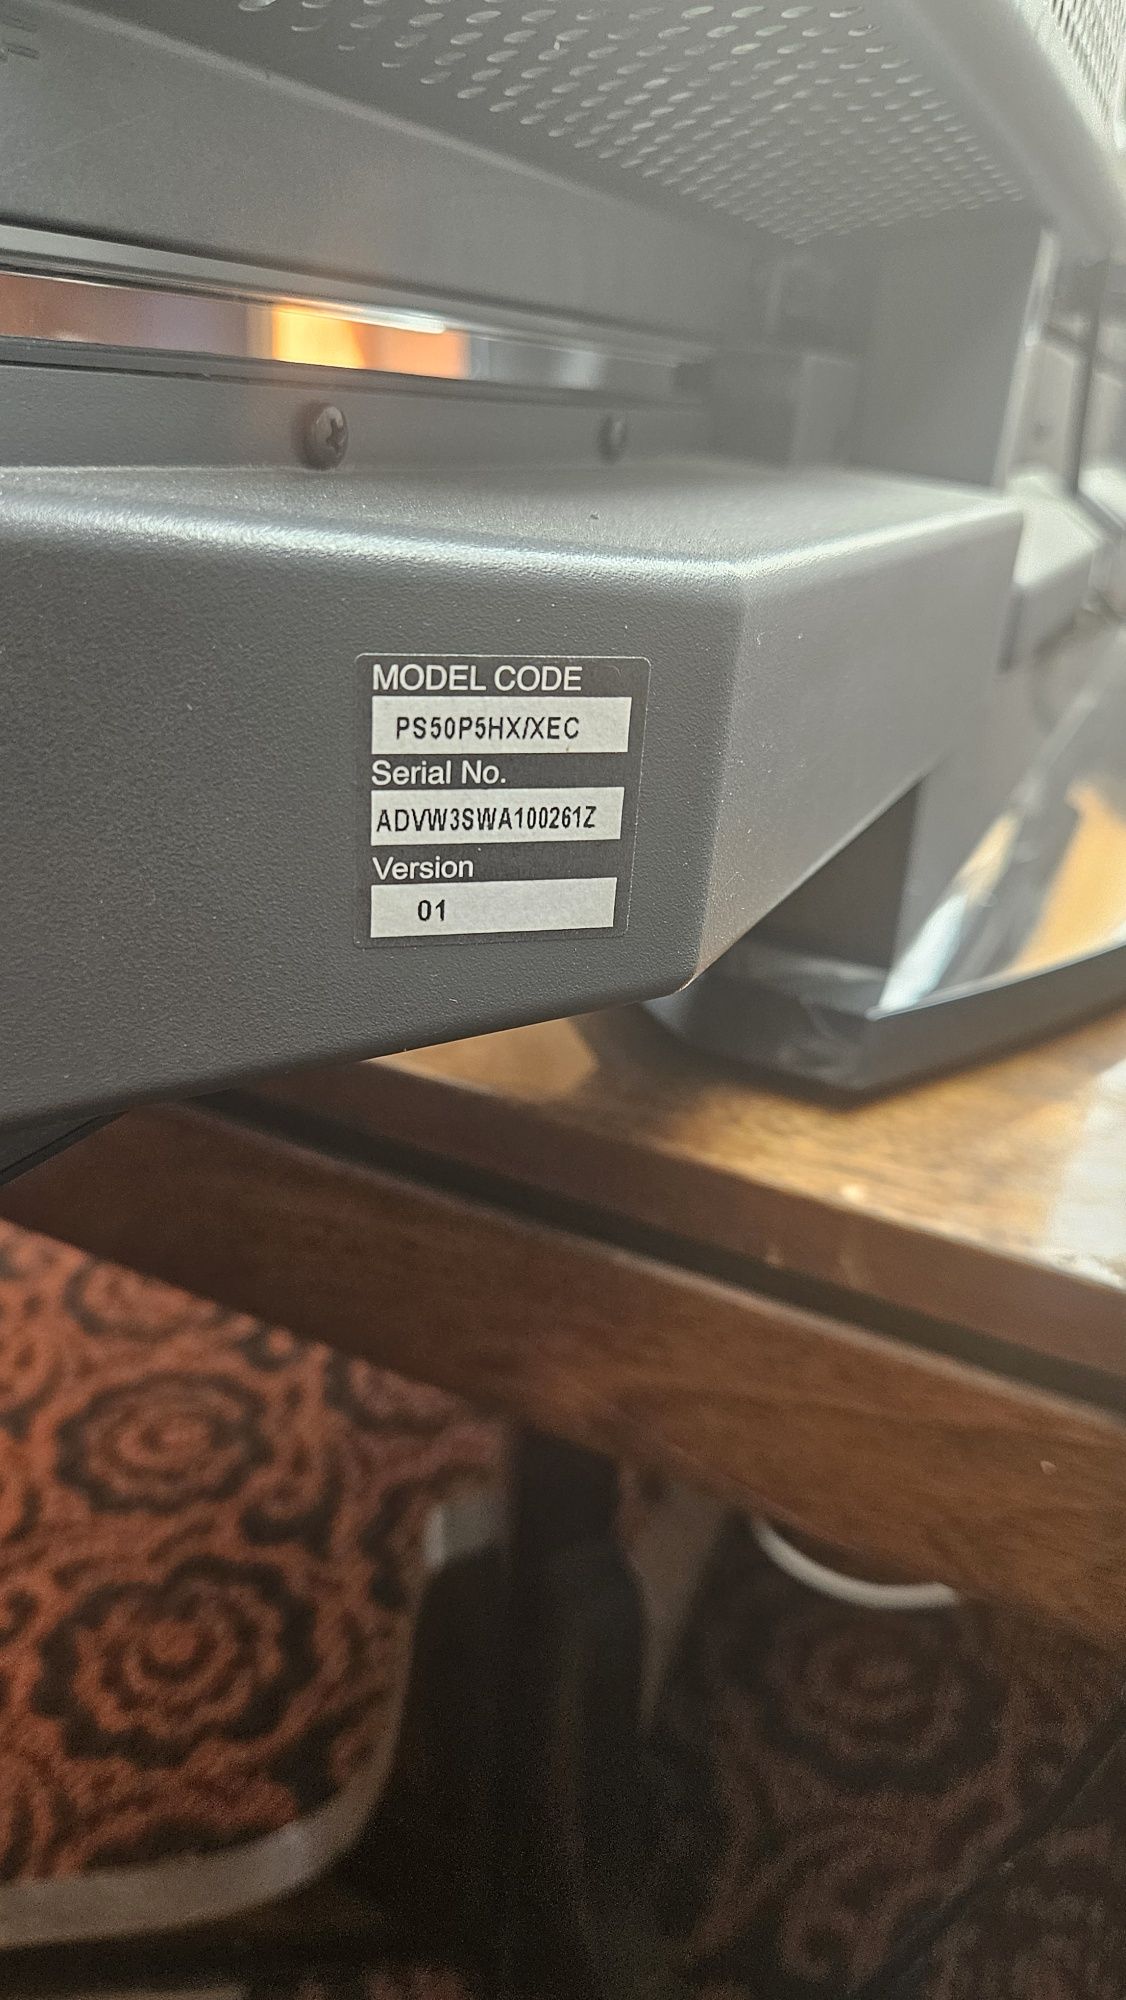 MODEL CODE
PS50P5HX/XEC
Serial No.
ADVW3SWA100261Z
Version
01